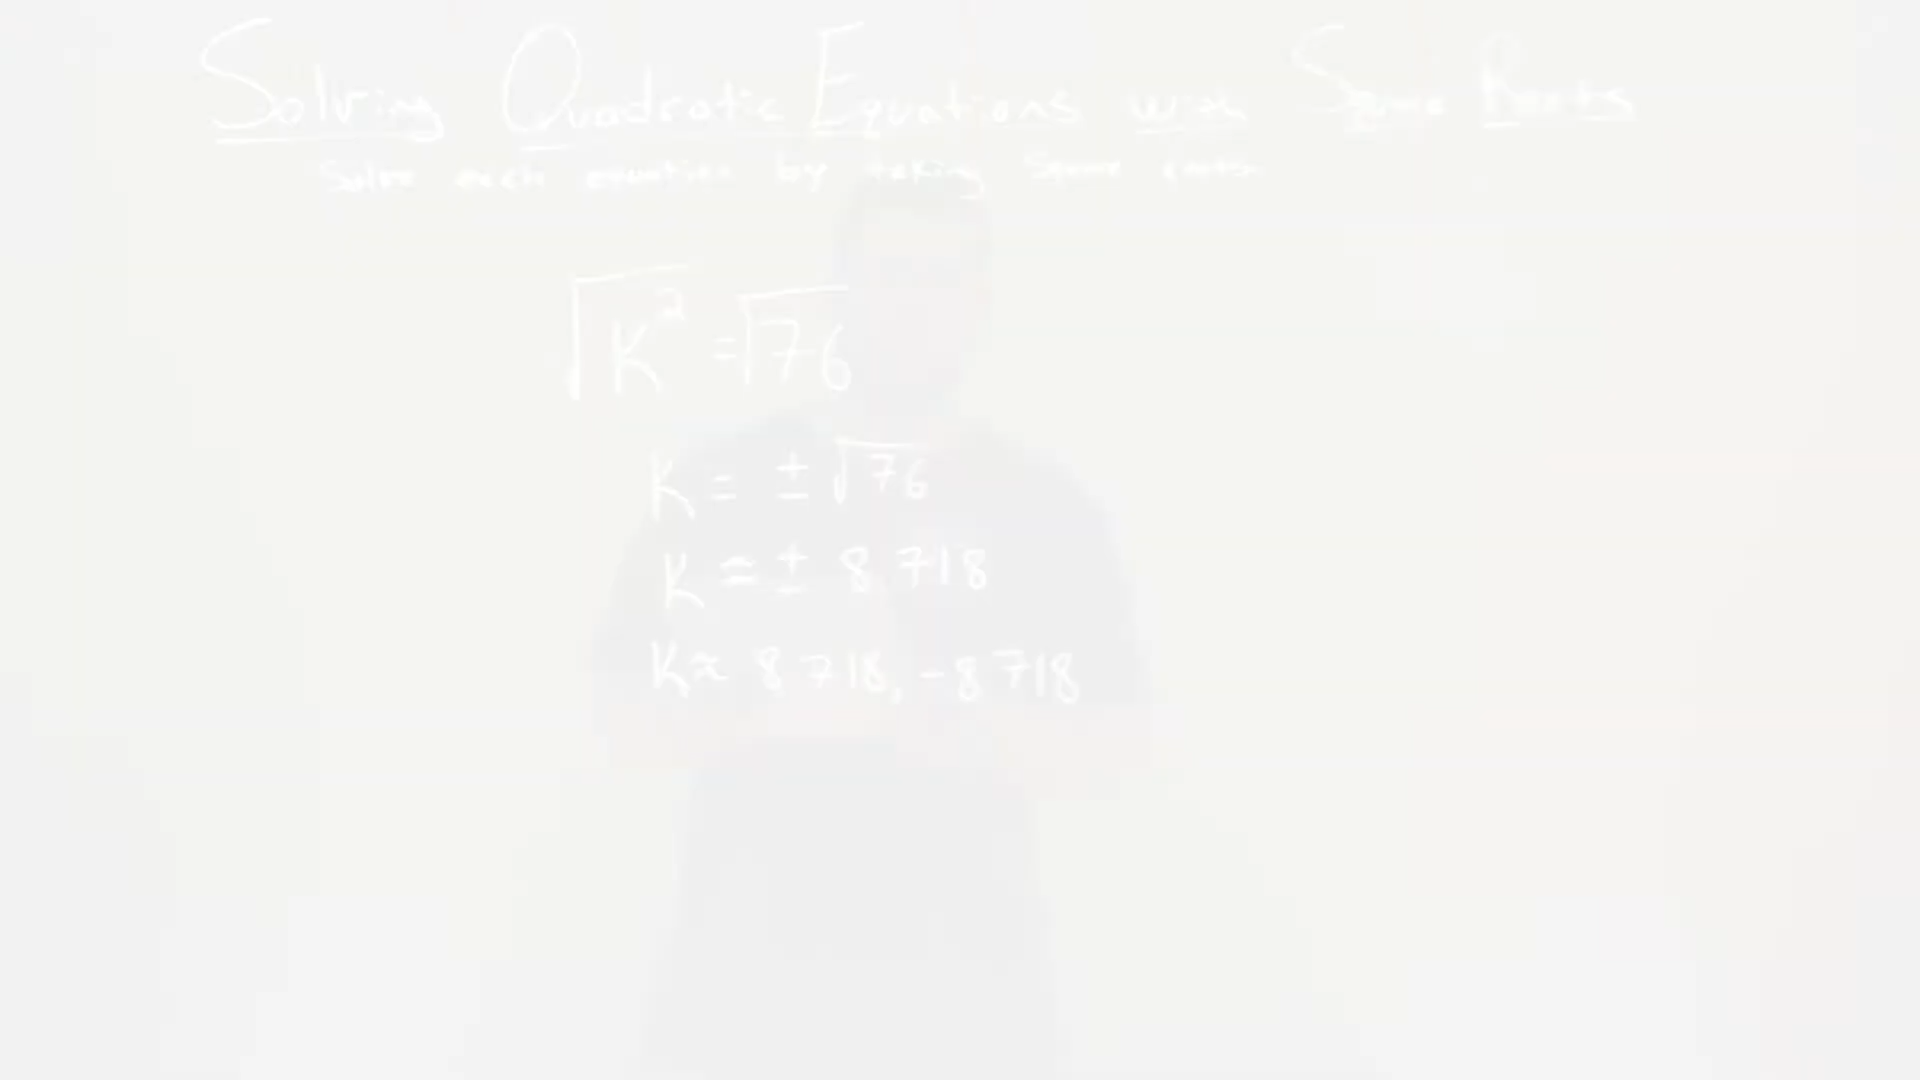 Solving Quadratic Equations with Square Roots
Solve each equation by taking square roots
√K² = √76
K = ± √76
K ≈ ± 8.718
K ≈ 8.718, -8.718